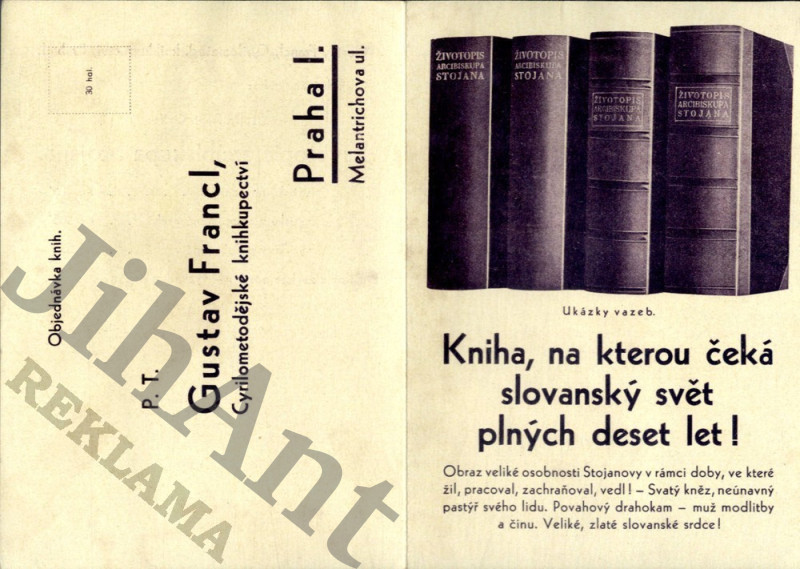 30 hal.
Objednávka knih.
P. T.
Gustav Francl,
Cyrilometodějské knihkupectví
Praha I.
Melantrichova ul.
JihAnt
REKLAMA
ŽIVOTOPIS
ARCIBISKUPA
STOJANA
ŽIVOTOPIS
ARCIBISKUPA
STOJANA
ŽIVOTOPIS
ARCIBISKUPA
STOJANA
ŽIVOTOPIS
ARCIBISKUPA
STOJANA
Ukázky vazeb.
Kniha, na kterou čeká
slovanský svět
plných deset let!
Obraz veliké osobnosti Stojanovy v rámci doby, ve které
žil, pracoval, zachraňoval, vedl! – Svatý kněz, neúnavný
pastýř svého lidu. Povahový drahokam – muž modlitby
a činu. Veliké, zlaté slovanské srdce!